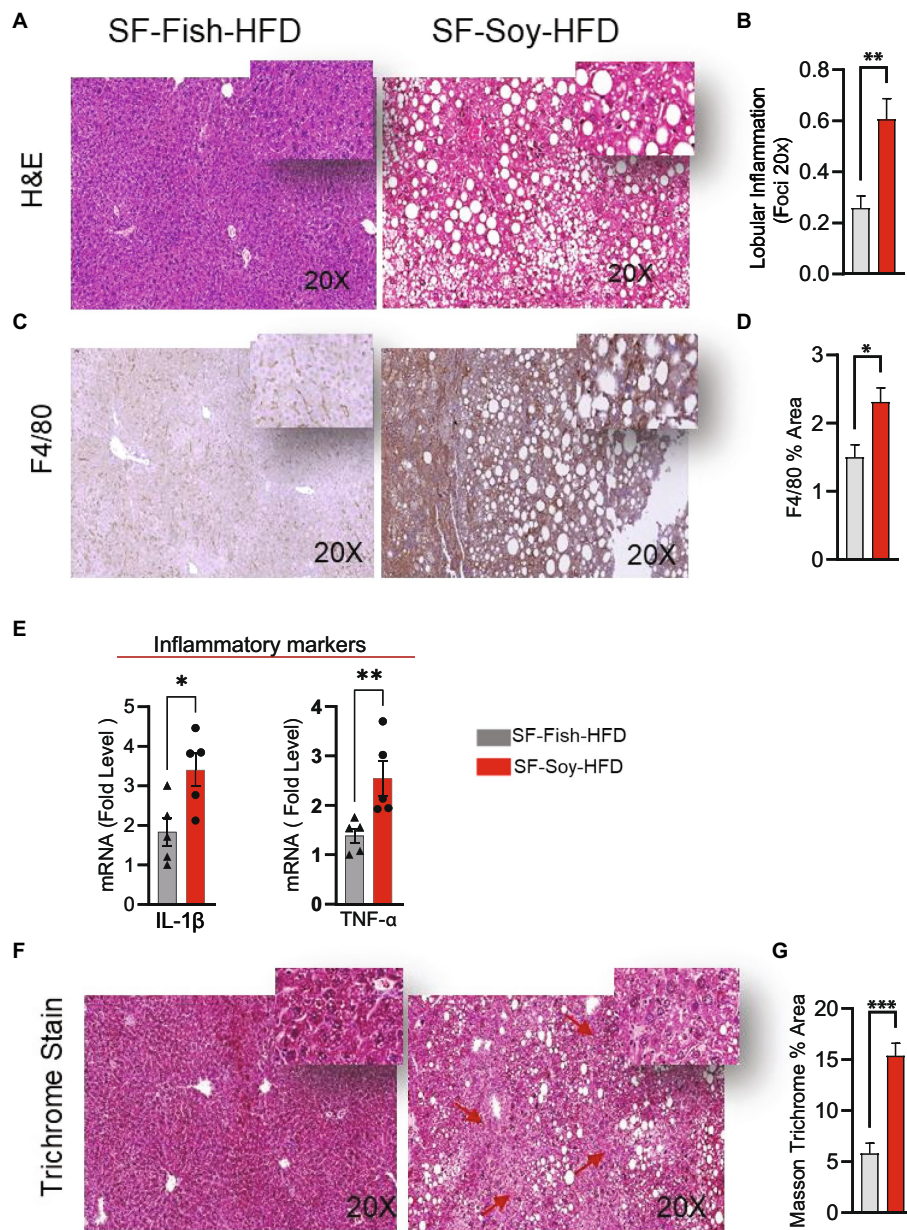 A
SF-Fish-HFD
SF-Soy-HFD
H&E
20X
20X
B
Lobular Inflammation
(Foci 20x)
0.8
0.6
0.4
0.2
0.0
**
C
F4/80
20X
20X
D
F4/80 % Area
3
2
1
0
*
E
Inflammatory markers
mRNA (Fold Level )
5
4
3
2
1
0
*
IL-1β
mRNA ( Fold Level)
4
3
2
1
0
**
TNF-α
SF-Fish-HFD
SF-Soy-HFD
F
Trichrome Stain
20X
20X
G
Masson Trichrome % Area
20
15
10
5
0
***